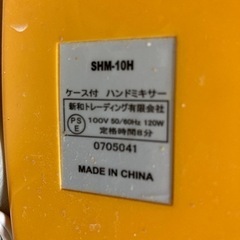 SHM-10H
ケース付 ハンドミキサー
新和トレーディング有限会社
PSE 100V 50/60Hz 120W
定格時間8分
0705041
MADE IN CHINA